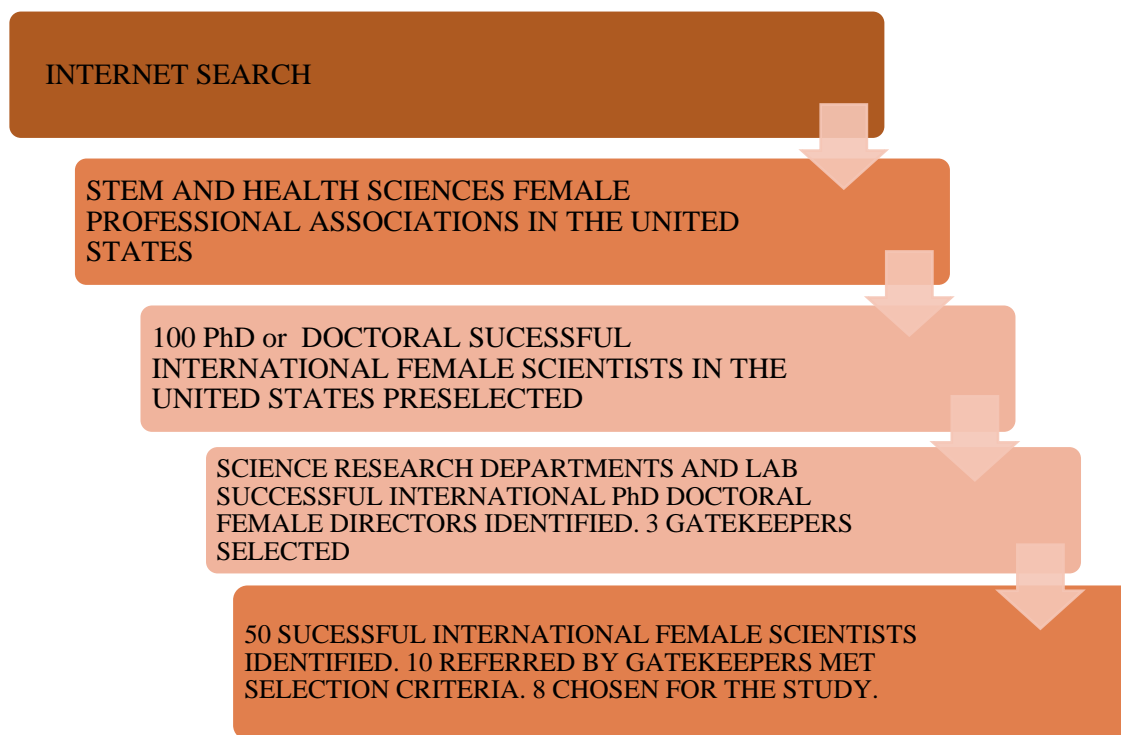 INTERNET SEARCH
STEM AND HEALTH SCIENCES FEMALE
PROFESSIONAL ASSOCIATIONS IN THE UNITED
STATES
100 PhD or DOCTORAL SUCESSFUL
INTERNATIONAL FEMALE SCIENTISTS IN THE
UNITED STATES PRESELECTED
SCIENCE RESEARCH DEPARTMENTS AND LAB
SUCCESSFUL INTERNATIONAL PhD DOCTORAL
FEMALE DIRECTORS IDENTIFIED. 3 GATEKEEPERS
SELECTED
50 SUCESSFUL INTERNATIONAL FEMALE SCIENTISTS
IDENTIFIED. 10 REFERRED BY GATEKEEPERS MET
SELECTION CRITERIA. 8 CHOSEN FOR THE STUDY.